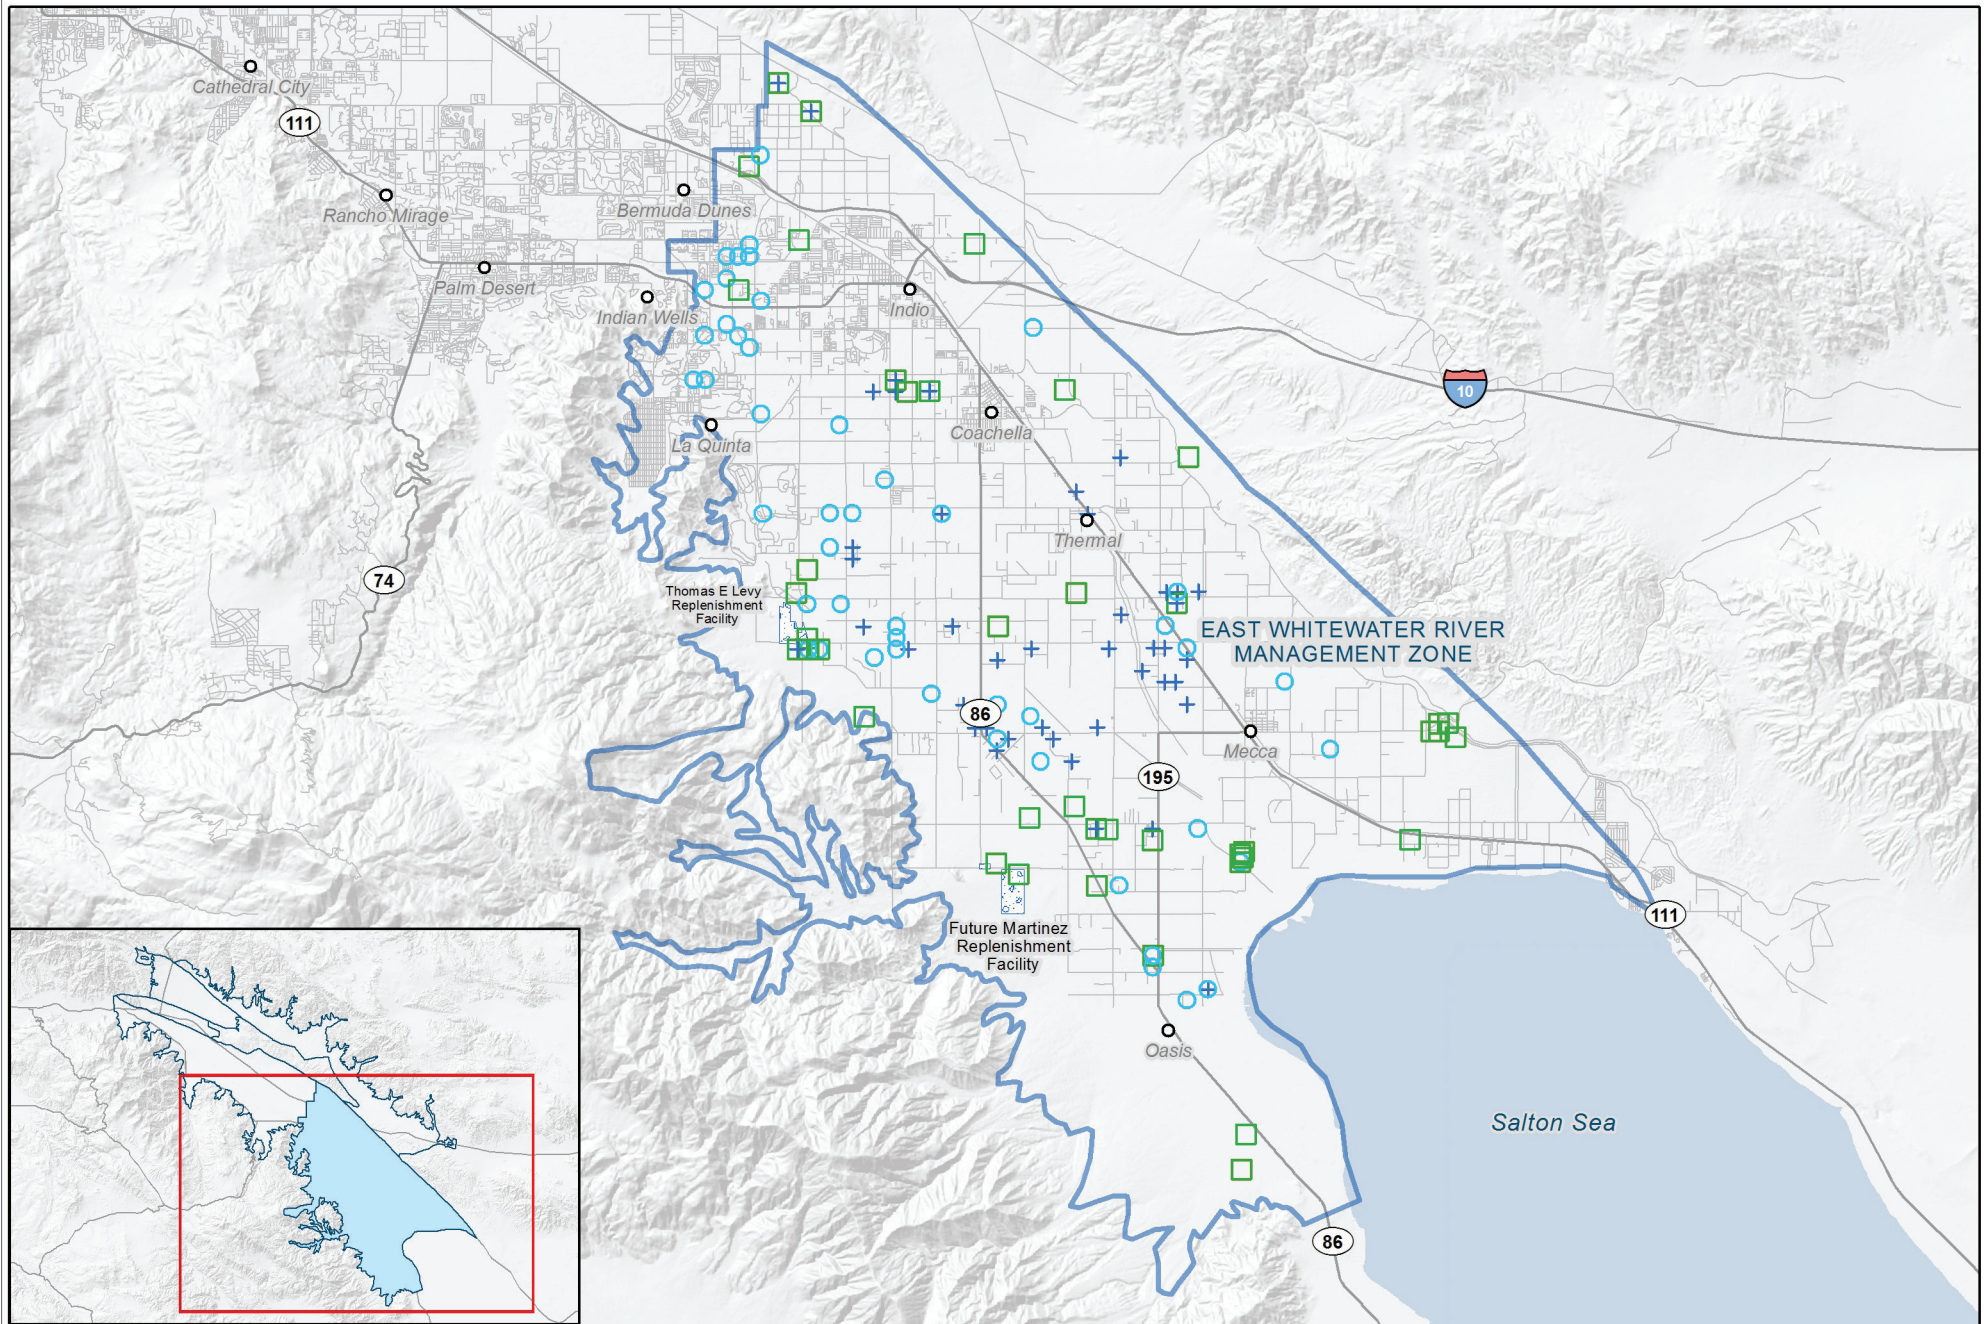 Cathedral City
111
Rancho Mirage
Bermuda Dunes
Palm Desert
Indian Wells
Indio
10
La Quinta
Coachella
Thermal
74
Thomas E Levy
Replenishment
Facility
EAST WHITEWATER RIVER
MANAGEMENT ZONE
86
Mecca
195
111
Future Martinez
Replenishment
Facility
Oasis
Salton Sea
86